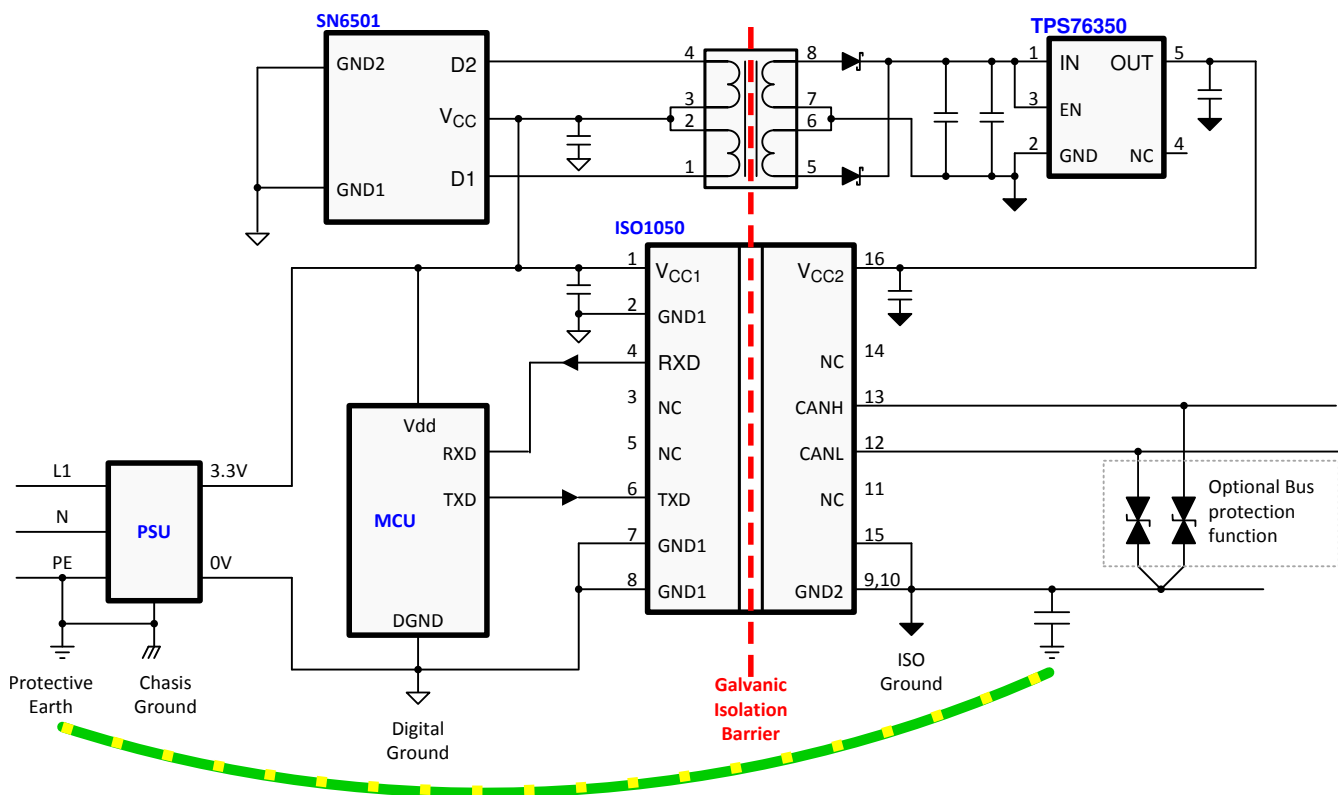 SN6501
TPS76350
GND2
D2
4
8
1
IN
OUT
5
3
7
VCC
2
6
3
EN
GND1
D1
1
5
2
GND
NC
4
ISO1050
1
VCC1
VCC2
16
2
GND1
4
RXD
NC
14
3
NC
CANH
13
Vdd
RXD
5
NC
CANL
12
L1
3.3V
TXD
6
TXD
NC
11
Optional Bus
protection
function
N
PSU
MCU
7
GND1
15
PE
0V
8
GND1
GND2
9,10
DGND
Protective
Earth
Chasis
Ground
Digital
Ground
Galvanic
Isolation
Barrier
ISO
Ground